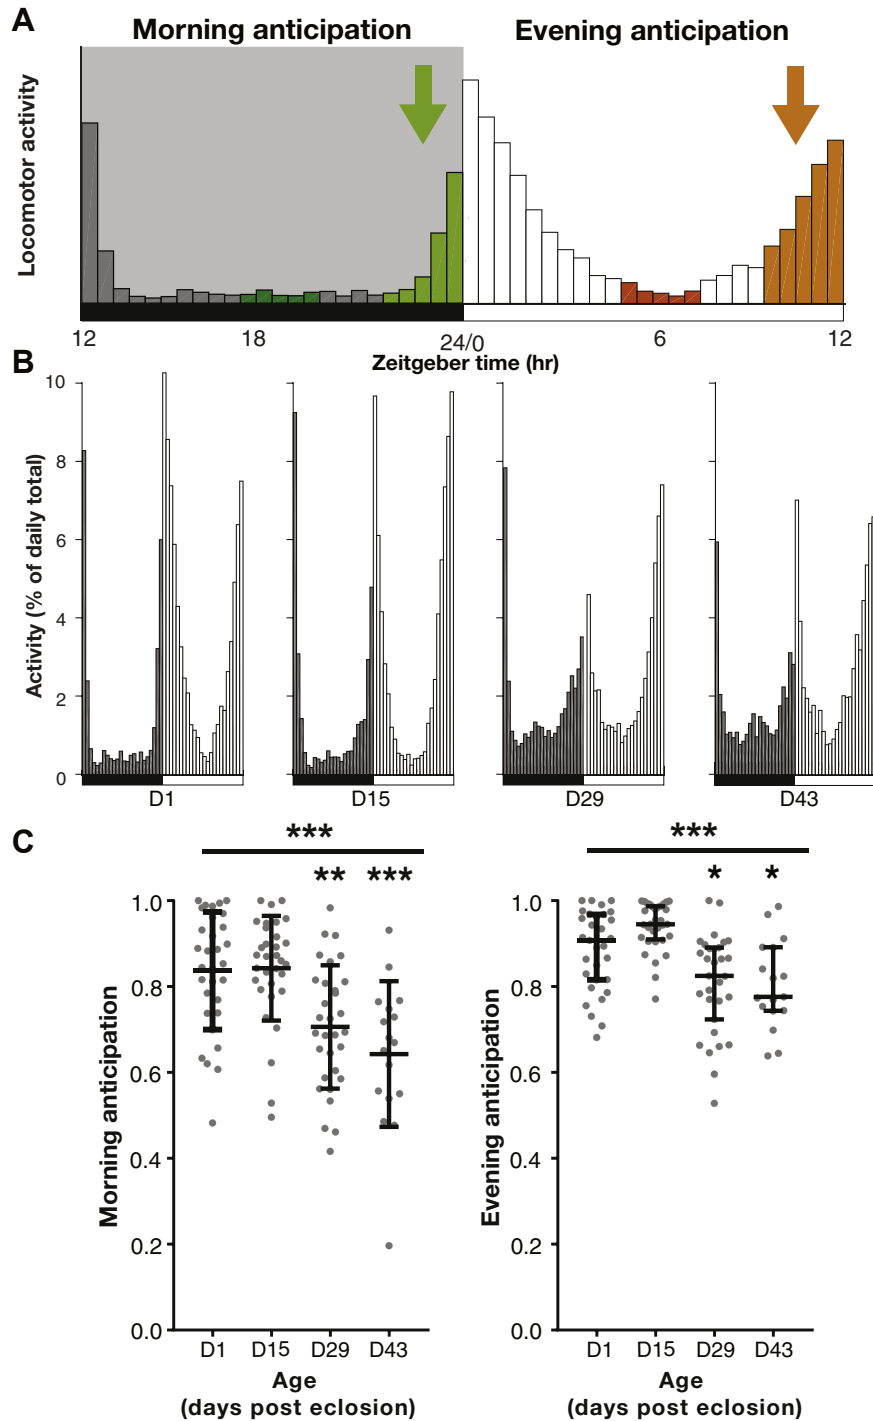 A
Morning anticipation
Evening anticipation
Locomotor activity
12 18 24/0 6 12
Zeitgeber time (hr)
B
Activity (% of daily total)
10
8
6
4
2
0
D1 D15 D29 D43
C
***
** ***
Morning anticipation
1.0
0.8
0.6
0.4
0.2
0.0
D1 D15 D29 D43
Age
(days post eclosion)
***
* *
Evening anticipation
1.0
0.8
0.6
0.4
0.2
0.0
D1 D15 D29 D43
Age
(days post eclosion)